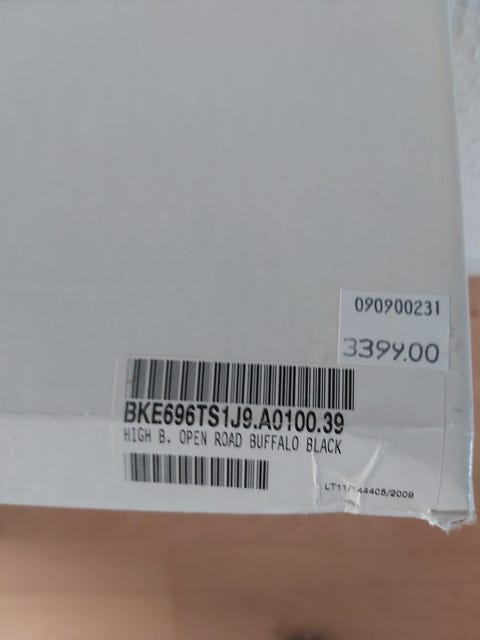 090900231
3399.00
BKE696TS1J9.A0100.39
HIGH B. OPEN ROAD BUFFALO BLACK
LT11/144405/2009